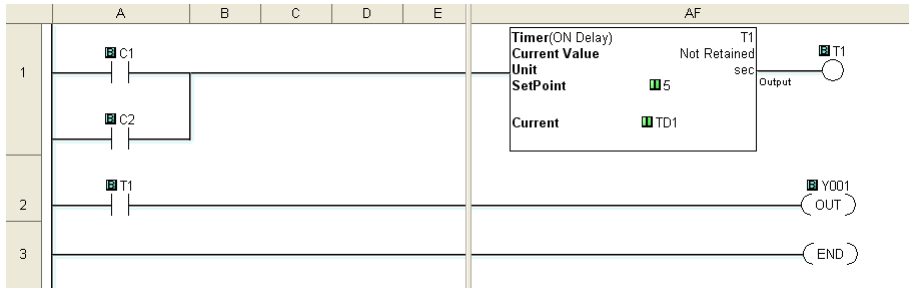 A B C D E AF
Timer(ON Delay) T1
B C1
Current Value Not Retained
B T1
1
Unit sec
Output
SetPoint I 5
B C2
Current I TD1
B T1
B Y001
2
OUT
3
END